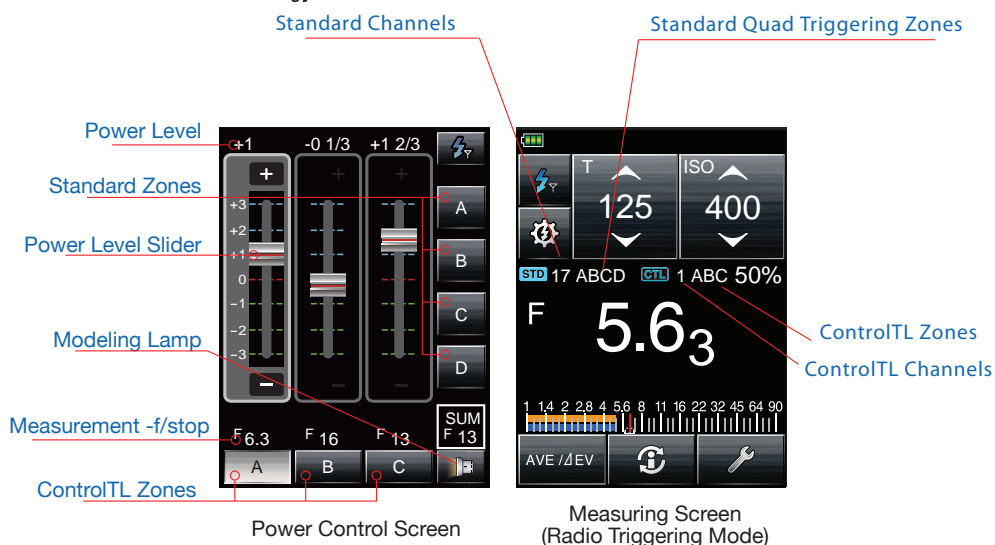 Standard Channels
Standard Quad Triggering Zones
Power Level
Standard Zones
Power Level Slider
Modeling Lamp
Measurement -f/stop
ControlTL Zones
+1 -0 1/3 +1 2/3
+ + +
+3
+2
+1
0
-1
-2
-3
− − −
A
B
C
D
SUM
F 13
F 6.3 F 16 F 13
A B C
Power Control Screen
T ISO
125 400
STD 17 ABCD CTL 1 ABC 50%
F 5.6 3
ControlTL Zones
ControlTL Channels
1 1.4 2 2.8 4 5.6 8 11 16 22 32 45 64 90
AVE /⊿EV
Measuring Screen
(Radio Triggering Mode)